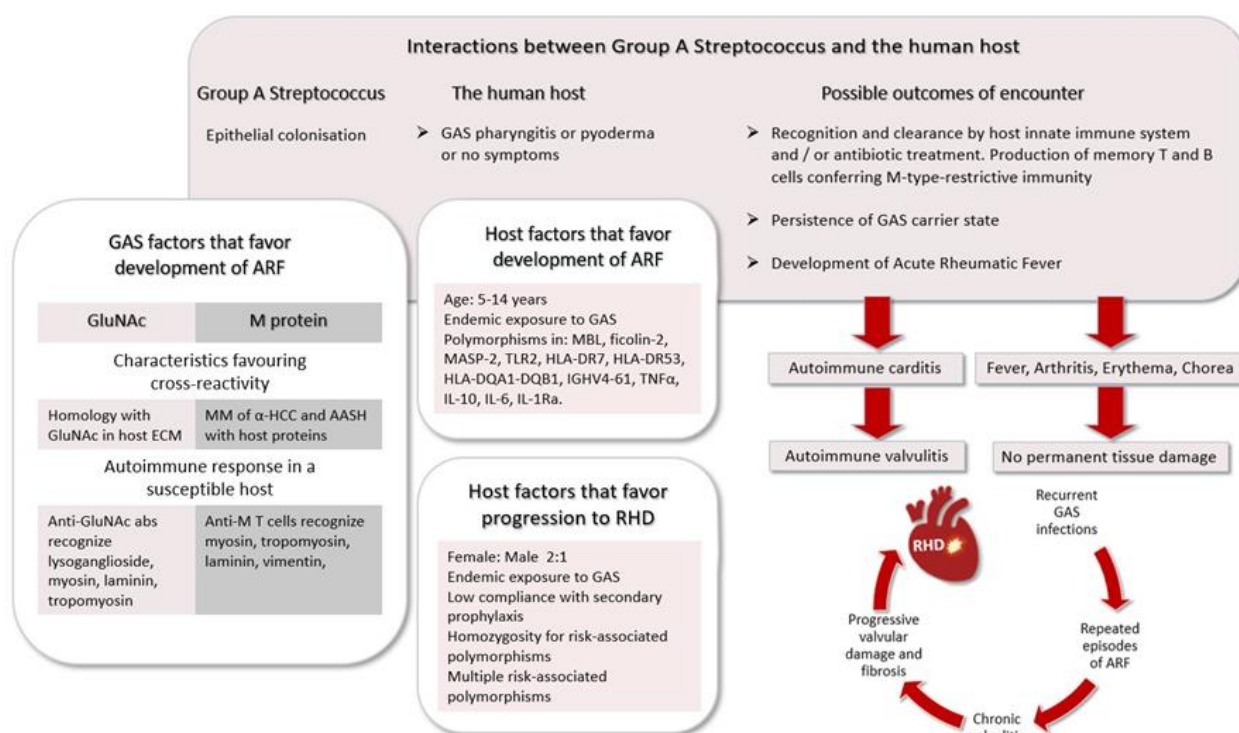 Interactions between Group A Streptococcus and the human host
Group A Streptococcus
Epithelial colonisation
The human host
➤ GAS pharyngitis or pyoderma
or no symptoms
Possible outcomes of encounter
➤ Recognition and clearance by host innate immune system
and / or antibiotic treatment. Production of memory T and B
cells conferring M-type-restrictive immunity
➤ Persistence of GAS carrier state
➤ Development of Acute Rheumatic Fever
GAS factors that favor
development of ARF
GluNAc
M protein
Characteristics favouring
cross-reactivity
Homology with
GluNAc in host ECM
MM of α-HCC and AASH
with host proteins
Autoimmune response in a
susceptible host
Anti-GluNAc abs
recognize
lysoganglioside,
myosin, laminin,
tropomyosin
Anti-M T cells recognize
myosin, tropomyosin,
laminin, vimentin,
Host factors that favor
development of ARF
Age: 5-14 years
Endemic exposure to GAS
Polymorphisms in: MBL, ficolin-2,
MASP-2, TLR2, HLA-DR7, HLA-DR53,
HLA-DQA1-DQB1, IGHV4-61, TNFα,
IL-10, IL-6, IL-1Ra.
Host factors that favor
progression to RHD
Female: Male 2:1
Endemic exposure to GAS
Low compliance with secondary
prophylaxis
Homozygosity for risk-associated
polymorphisms
Multiple risk-associated
polymorphisms
Autoimmune carditis
Fever, Arthritis, Erythema, Chorea
Autoimmune valvulitis
No permanent tissue damage
RHD
Recurrent
GAS
infections
Repeated
episodes
of ARF
Chronic
Progressive
valvular
damage and
fibrosis